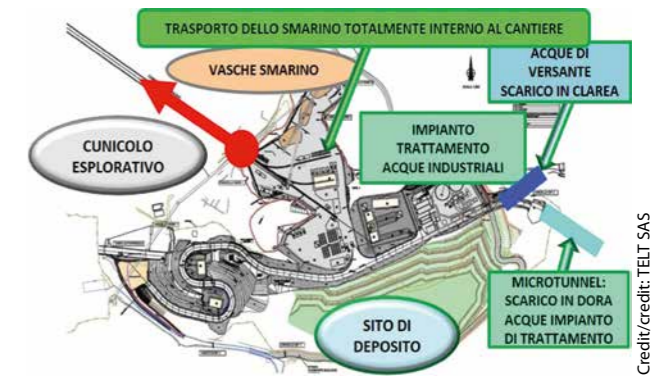 TRASPORTO DELLO SMARINO TOTALMENTE INTERNO AL CANTIERE
VASCHE SMARINO
ACQUE DI
VERSANTE
SCARICO IN CLAREA
CUNICOLO
ESPLORATIVO
IMPIANTO
TRATTAMENTO
ACQUE INDUSTRIALI
SITO DI
DEPOSITO
MICROTUNNEL:
SCARICO IN DORA
ACQUE IMPIANTO
DI TRATTAMENTO
Credit/credit: TELT SAS